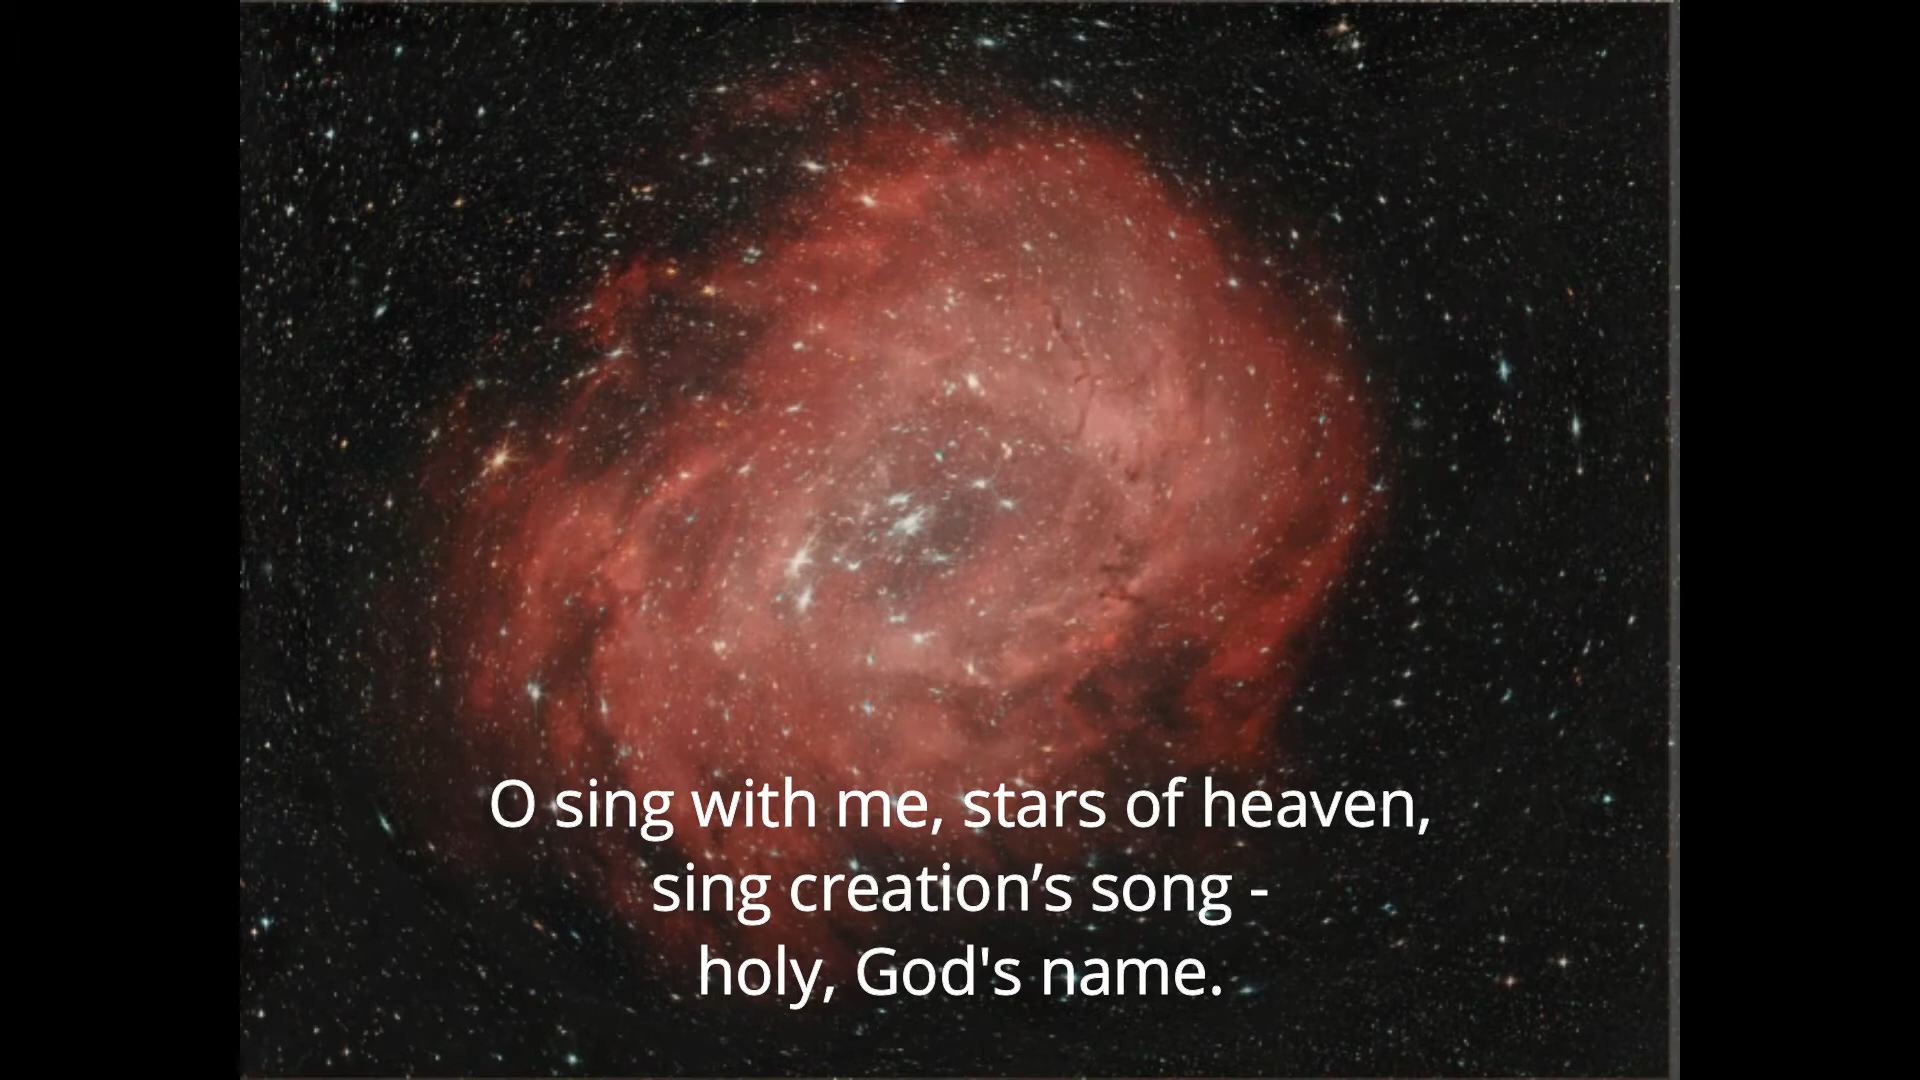 O sing with me, stars of heaven,
sing creation’s song -
holy, God's name.